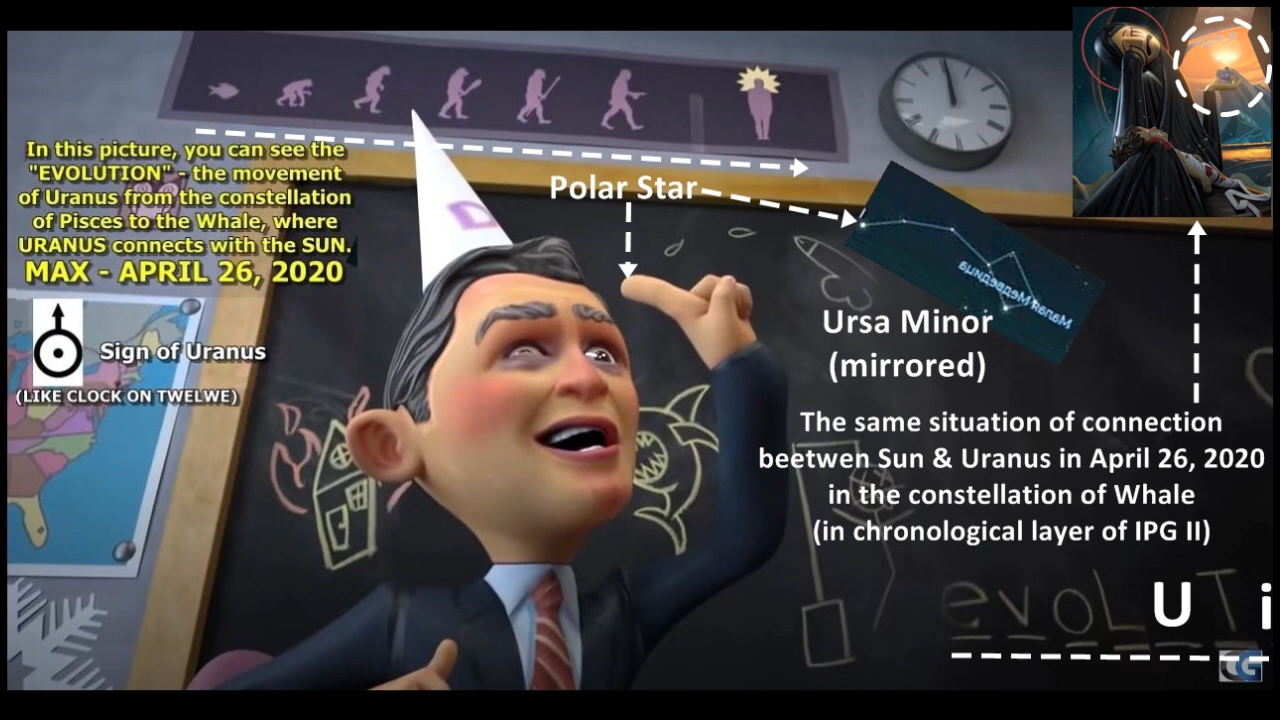 In this picture, you can see the
"EVOLUTION" - the movement
of Uranus from the constellation
of Pisces to the Whale, where
URANUS connects with the SUN.
MAX - APRIL 26, 2020
Sign of Uranus
(LIKE CLOCK ON TWELWE)
D
Polar Star
Малая Медведица
Ursa Minor
(mirrored)
The same situation of connection
beetwen Sun & Uranus in April 26, 2020
in the constellation of Whale
(in chronological layer of IPG II)
evoLUT
U i